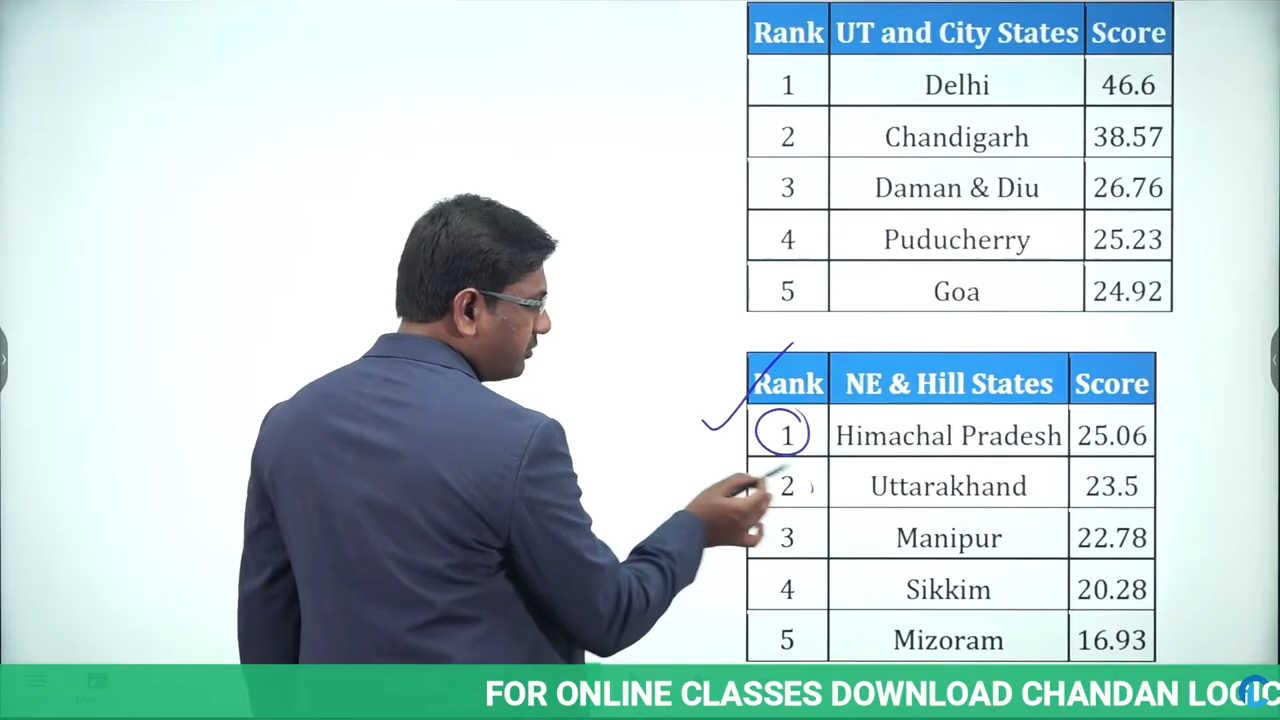 Rank UT and City States Score
1 Delhi 46.6
2 Chandigarh 38.57
3 Daman & Diu 26.76
4 Puducherry 25.23
5 Goa 24.92
Rank NE & Hill States Score
1 Himachal Pradesh 25.06
2 Uttarakhand 23.5
3 Manipur 22.78
4 Sikkim 20.28
5 Mizoram 16.93
FOR ONLINE CLASSES DOWNLOAD CHANDAN LOGIC